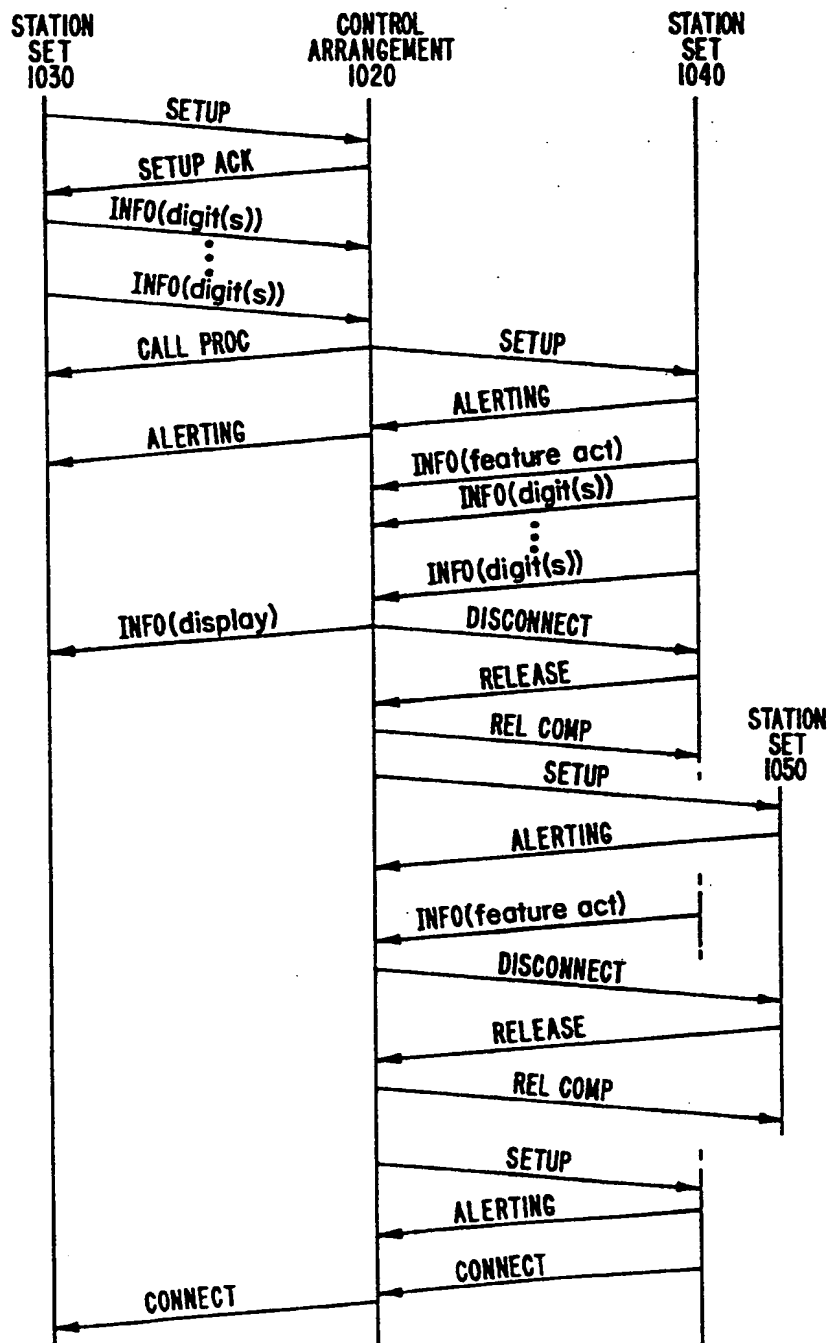 STATION
SET
1030
CONTROL
ARRANGEMENT
1020
STATION
SET
1040
SETUP
SETUP ACK
INFO(digit(s))
INFO(digit(s))
CALL PROC
SETUP
ALERTING
ALERTING
INFO(feature act)
INFO(digit(s))
INFO(digit(s))
INFO(display)
DISCONNECT
RELEASE
REL COMP
STATION
SET
1050
SETUP
ALERTING
INFO(feature act)
DISCONNECT
RELEASE
REL COMP
SETUP
ALERTING
CONNECT
CONNECT